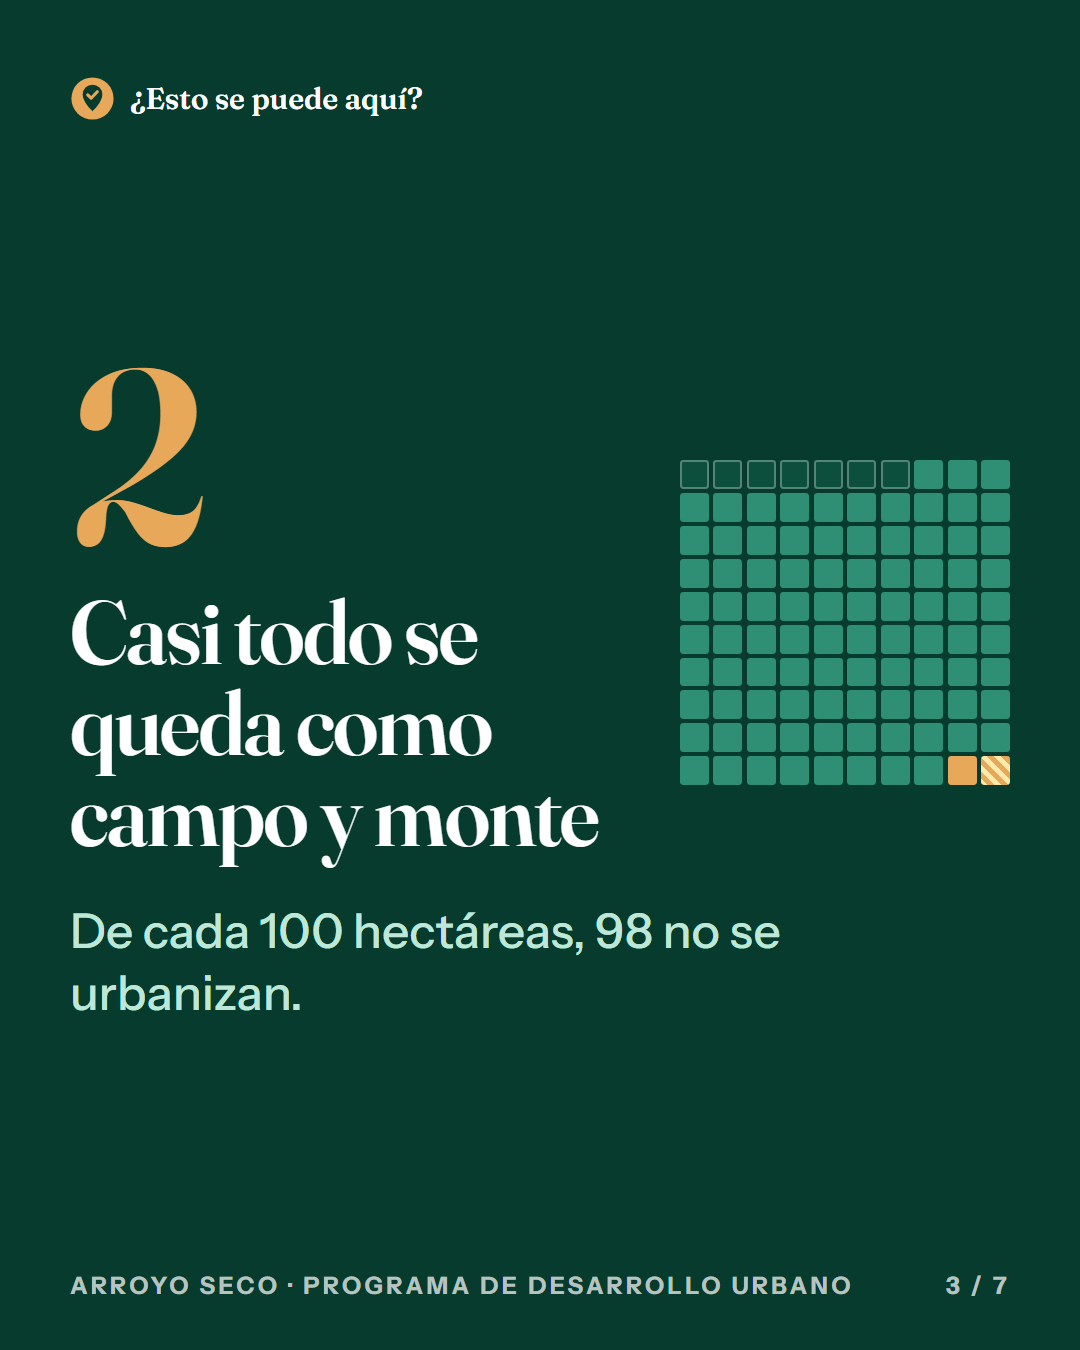 ¿Esto se puede aquí?
2
Casi todo se
queda como
campo y monte
De cada 100 hectáreas, 98 no se
urbanizan.
ARROYO SECO · PROGRAMA DE DESARROLLO URBANO
3 / 7